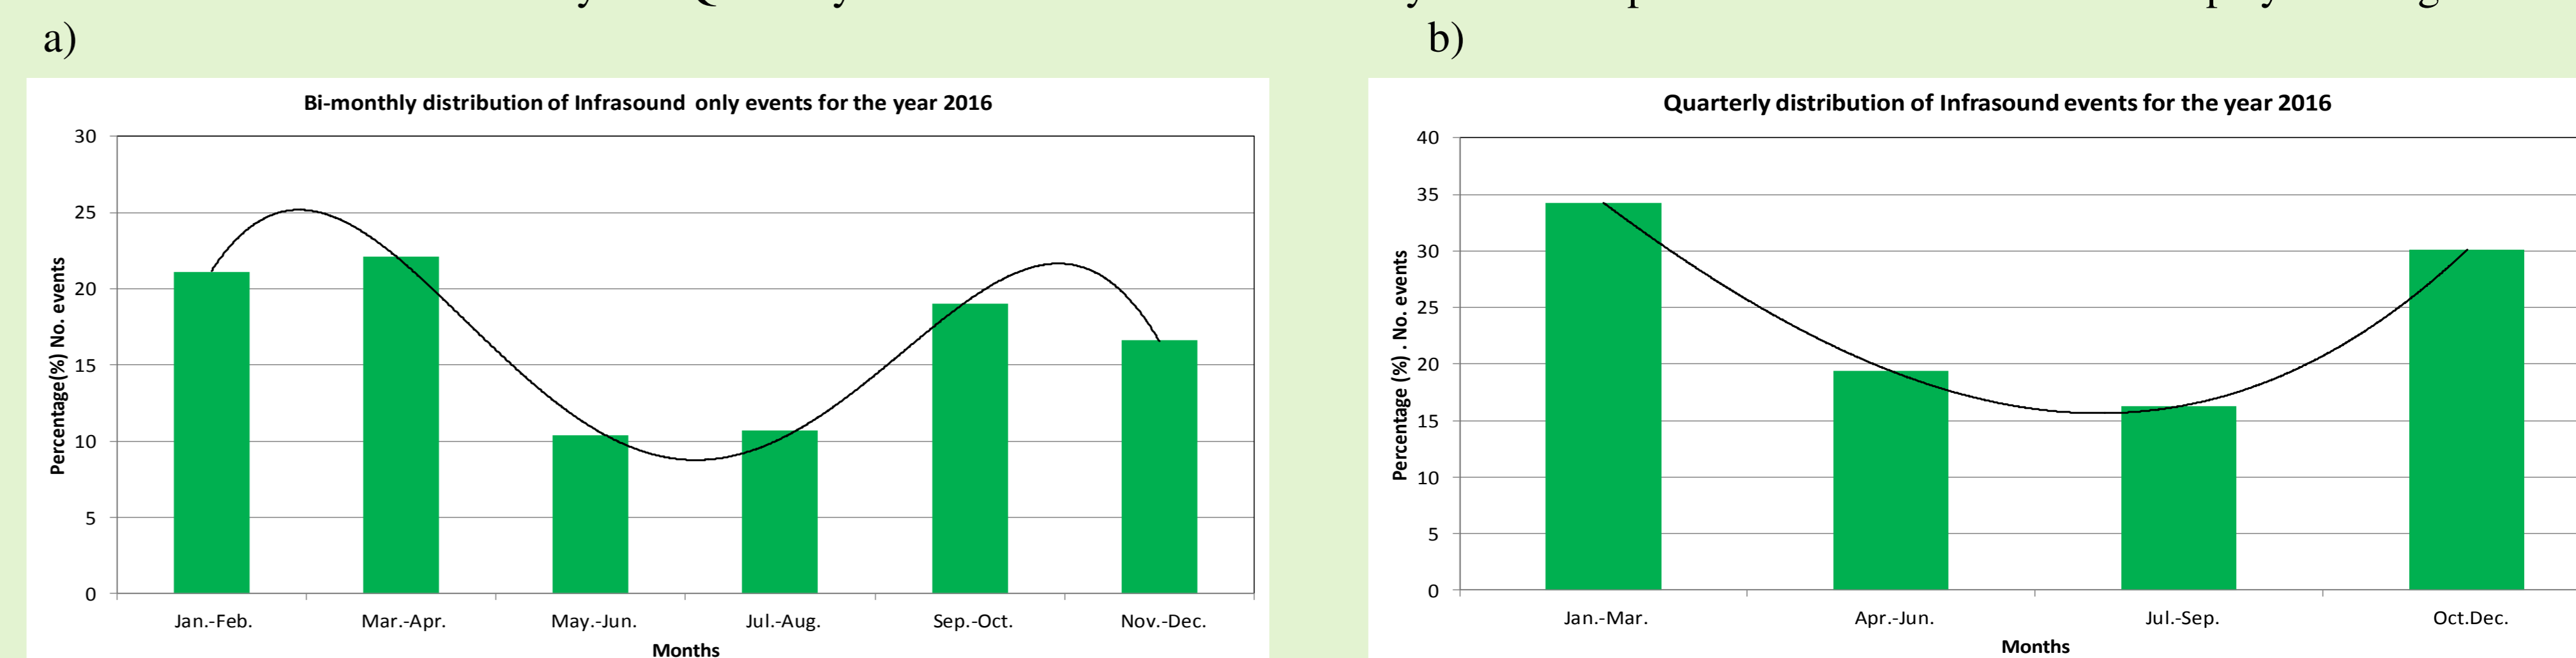 a)
b)
Bi-monthly distribution of Infrasound only events for the year 2016
30
25
20
15
10
5
0
Percentage(%) No. events
Jan.-Feb.
Mar.-Apr.
May.-Jun.
Jul.-Aug.
Sep.-Oct.
Nov.-Dec.
Months
Quarterly distribution of Infrasound events for the year 2016
40
35
30
25
20
15
10
5
0
Percentage (%) . No. events
Jan.-Mar.
Apr.-Jun.
Jul.-Sep.
Oct.Dec.
Months